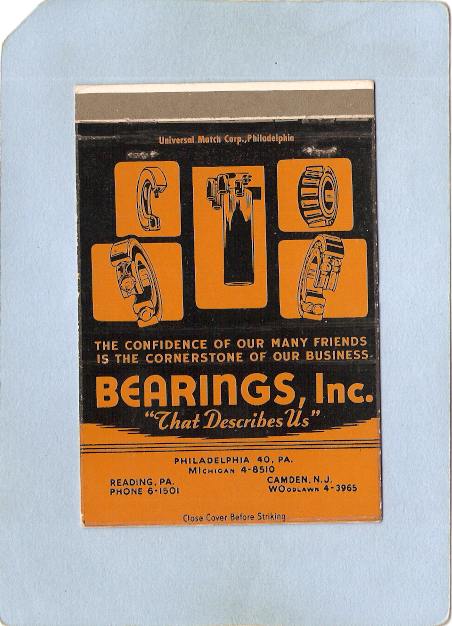 Universal Match Corp., Philadelphia
THE CONFIDENCE OF OUR MANY FRIENDS
IS THE CORNERSTONE OF OUR BUSINESS.
BEARINGS, Inc.
"That Describes Us"
PHILADELPHIA 40, PA.
MICHIGAN 4-8510
READING, PA.
PHONE 6-1501
CAMDEN, N.J.
WOODLAWN 4-3965
Close Cover Before Striking